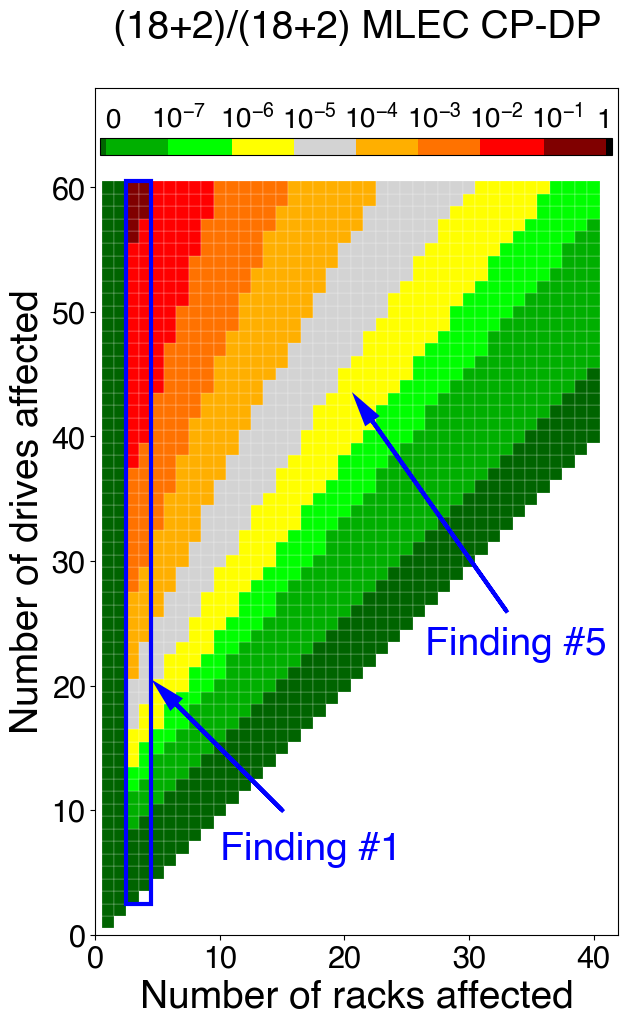 (18+2)/(18+2) MLEC CP-DP
0 10⁻⁷ 10⁻⁶ 10⁻⁵ 10⁻⁴ 10⁻³ 10⁻² 10⁻¹ 1
Number of drives affected
60
50
40
30
20
10
0
Finding #5
Finding #1
0 10 20 30 40
Number of racks affected